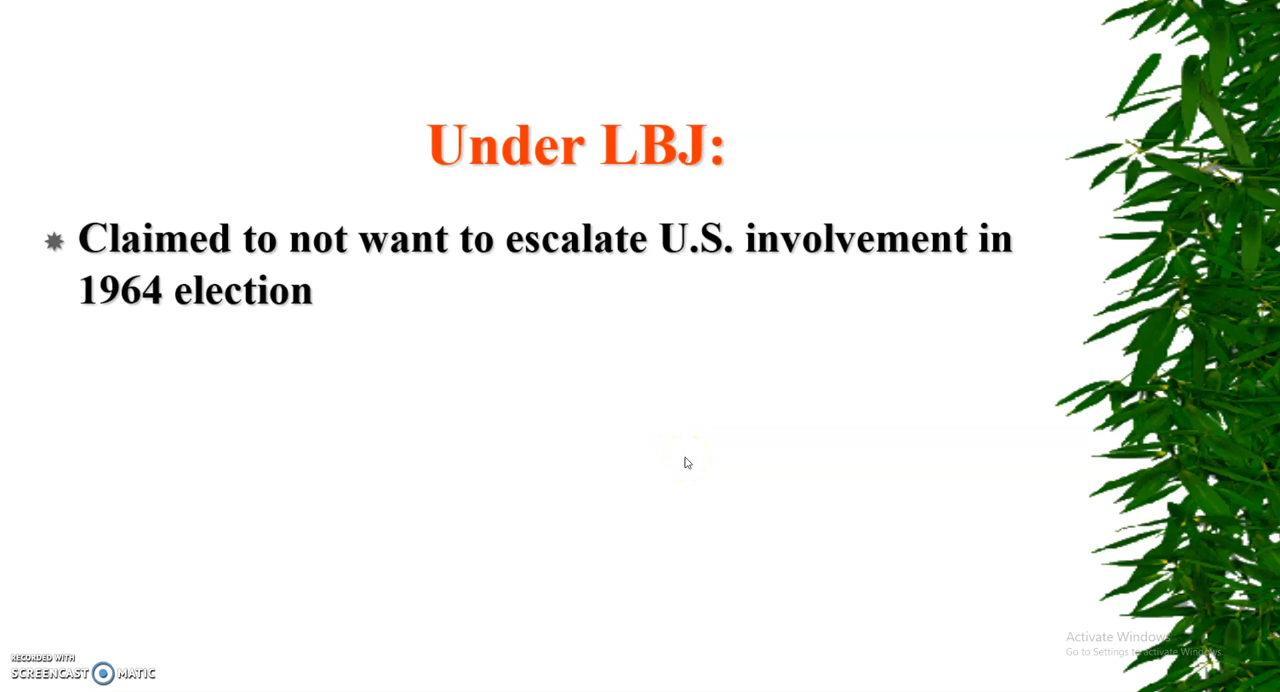 Under LBJ:
Claimed to not want to escalate U.S. involvement in
1964 election
Activate Windows
Go to Settings to activate Windows.
RECORDED WITH
SCREENCAST MATIC